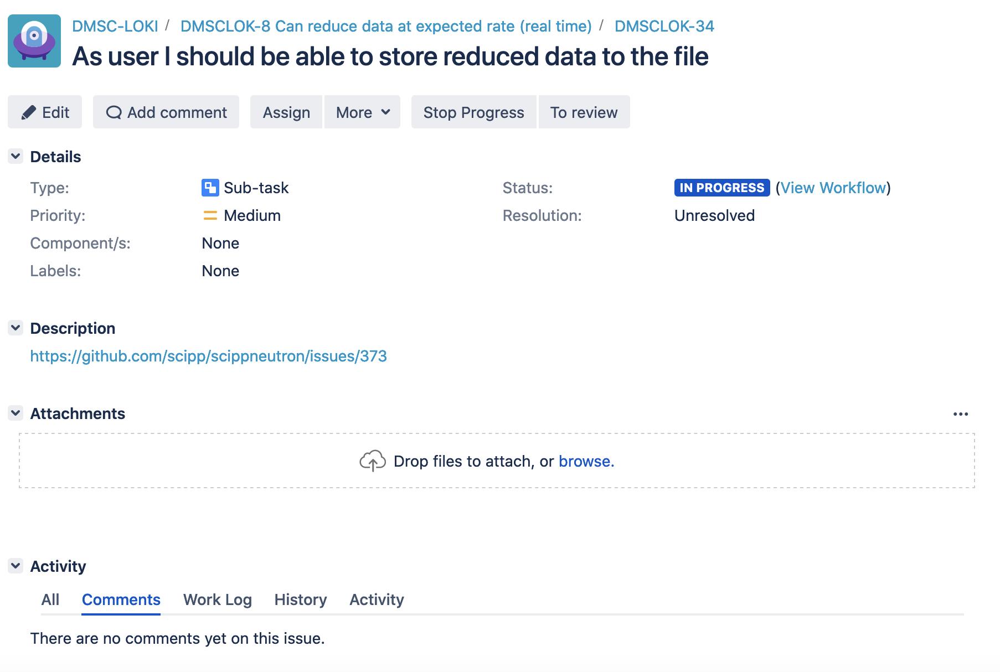 DMSC-LOKI / DMSCLOK-8 Can reduce data at expected rate (real time) / DMSCLOK-34
As user I should be able to store reduced data to the file
Edit Add comment Assign More Stop Progress To review
Details
Type: Sub-task Status: IN PROGRESS (View Workflow)
Priority: Medium Resolution: Unresolved
Component/s: None
Labels: None
Description
https://github.com/scipp/scippneutron/issues/373
Attachments
Drop files to attach, or browse.
Activity
All Comments Work Log History Activity
There are no comments yet on this issue.